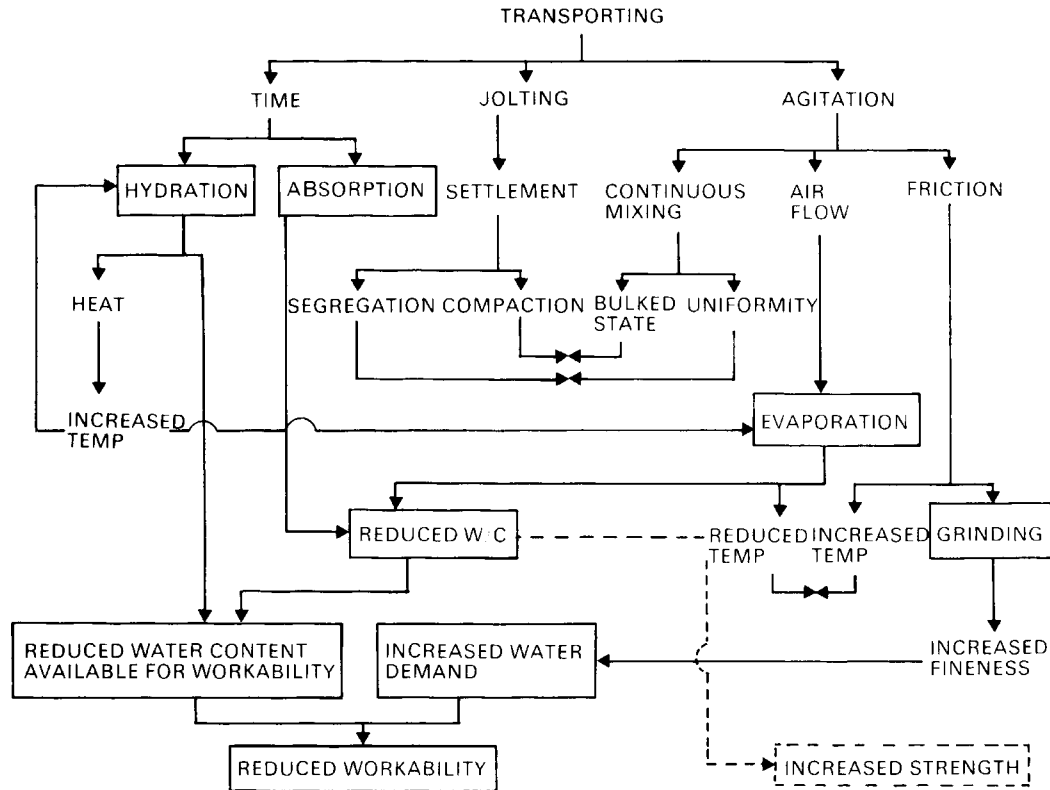 TRANSPORTING
TIME
JOLTING
AGITATION
HYDRATION
ABSORPTION
SETTLEMENT
CONTINUOUS
MIXING
AIR
FLOW
FRICTION
HEAT
SEGREGATION
COMPACTION
BULKED
STATE
UNIFORMITY
INCREASED
TEMP
EVAPORATION
REDUCED W/C
REDUCED
TEMP
INCREASED
TEMP
GRINDING
REDUCED WATER CONTENT
AVAILABLE FOR WORKABILITY
INCREASED WATER
DEMAND
INCREASED
FINENESS
REDUCED WORKABILITY
INCREASED STRENGTH